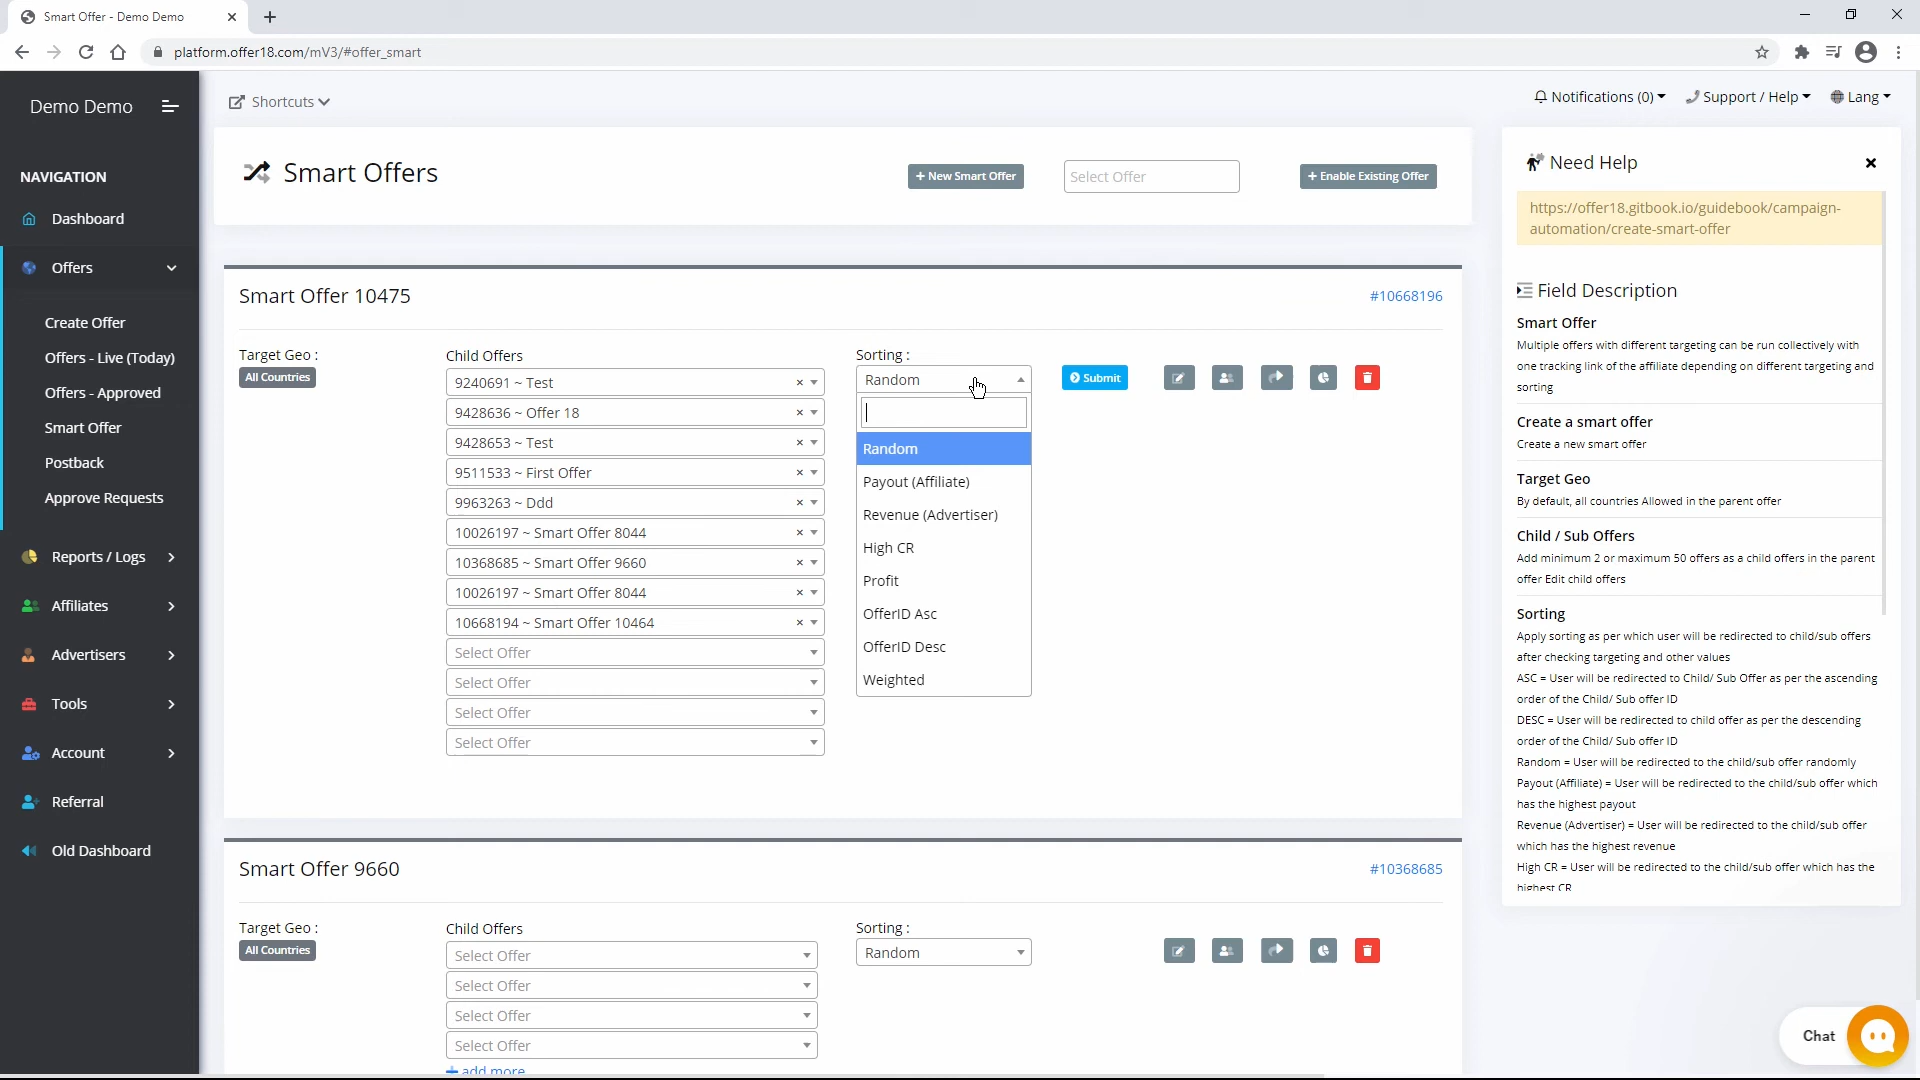 Smart Offer - Demo Demo
platform.offer18.com/mV3/#offer_smart
Demo Demo
Shortcuts
Notifications (0)
Support / Help
Lang
NAVIGATION
Dashboard
Offers
Create Offer
Offers - Live (Today)
Offers - Approved
Smart Offer
Postback
Approve Requests
Reports / Logs
Affiliates
Advertisers
Tools
Account
Referral
Old Dashboard
Smart Offers
+ New Smart Offer
Select Offer
+ Enable Existing Offer
Smart Offer 10475
#10668196
Target Geo :
All Countries
Child Offers
9240691 ~ Test
9428636 ~ Offer 18
9428653 ~ Test
9511533 ~ First Offer
9963263 ~ Ddd
10026197 ~ Smart Offer 8044
10368685 ~ Smart Offer 9660
10026197 ~ Smart Offer 8044
10668194 ~ Smart Offer 10464
Select Offer
Select Offer
Select Offer
Select Offer
Sorting :
Random
Random
Payout (Affiliate)
Revenue (Advertiser)
High CR
Profit
OfferID Asc
OfferID Desc
Weighted
Submit
Smart Offer 9660
#10368685
Target Geo :
All Countries
Child Offers
Select Offer
Select Offer
Select Offer
Select Offer
+ add more
Sorting :
Random
Need Help
https://offer18.gitbook.io/guidebook/campaign-
automation/create-smart-offer
Field Description
Smart Offer
Multiple offers with different targeting can be run collectively with
one tracking link of the affiliate depending on different targeting and
sorting
Create a smart offer
Create a new smart offer
Target Geo
By default, all countries Allowed in the parent offer
Child / Sub Offers
Add minimum 2 or maximum 50 offers as a child offers in the parent
offer Edit child offers
Sorting
Apply sorting as per which user will be redirected to child/sub offers
after checking targeting and other values
ASC = User will be redirected to Child/ Sub Offer as per the ascending
order of the Child/ Sub offer ID
DESC = User will be redirected to child offer as per the descending
order of the Child/ Sub offer ID
Random = User will be redirected to the child/sub offer randomly
Payout (Affiliate) = User will be redirected to the child/sub offer which
has the highest payout
Revenue (Advertiser) = User will be redirected to the child/sub offer
which has the highest revenue
High CR = User will be redirected to the child/sub offer which has the
highest CR
Chat